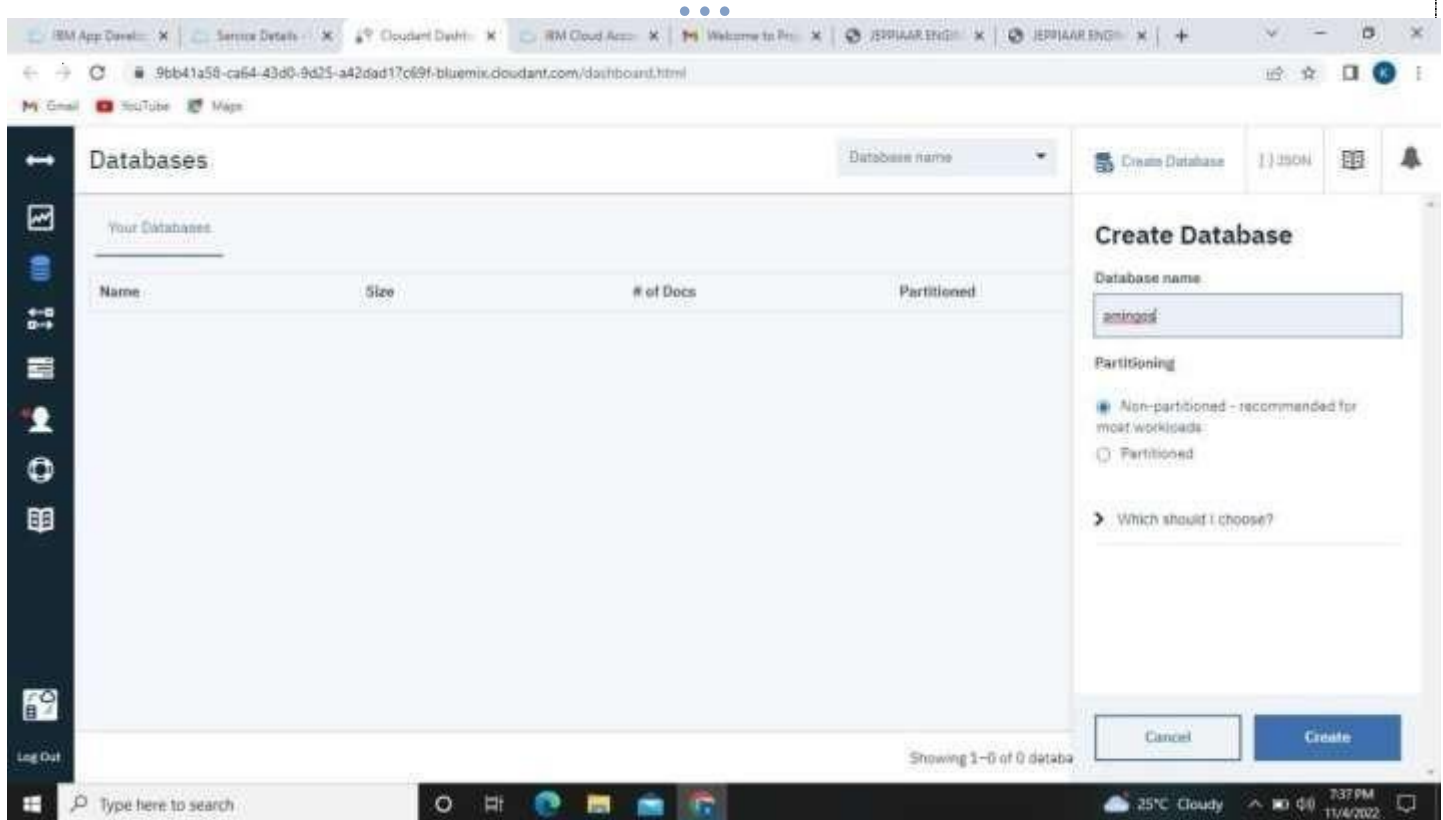 IBM App Develo
Service Details
Cloudant Dashb
IBM Cloud Acco
Welcome to Pro
JEPPIAAR ENGI
JEPPIAAR ENGI
9bb41a58-ca64-43d0-9d25-a42dad17c69f-bluemix.cloudant.com/dashboard.html
K
Gmail YouTube Maps
Databases
Database name
Create Database
{ } JSON
Your Databases
Name Size # of Docs Partitioned
Create Database
Database name
Partitioning
Non-partitioned - recommended for
most workloads
Partitioned
Which should I choose?
Cancel
Create
Log Out
Showing 1–0 of 0 databa
Type here to search
25°C Cloudy
7:37 PM
11/4/2022